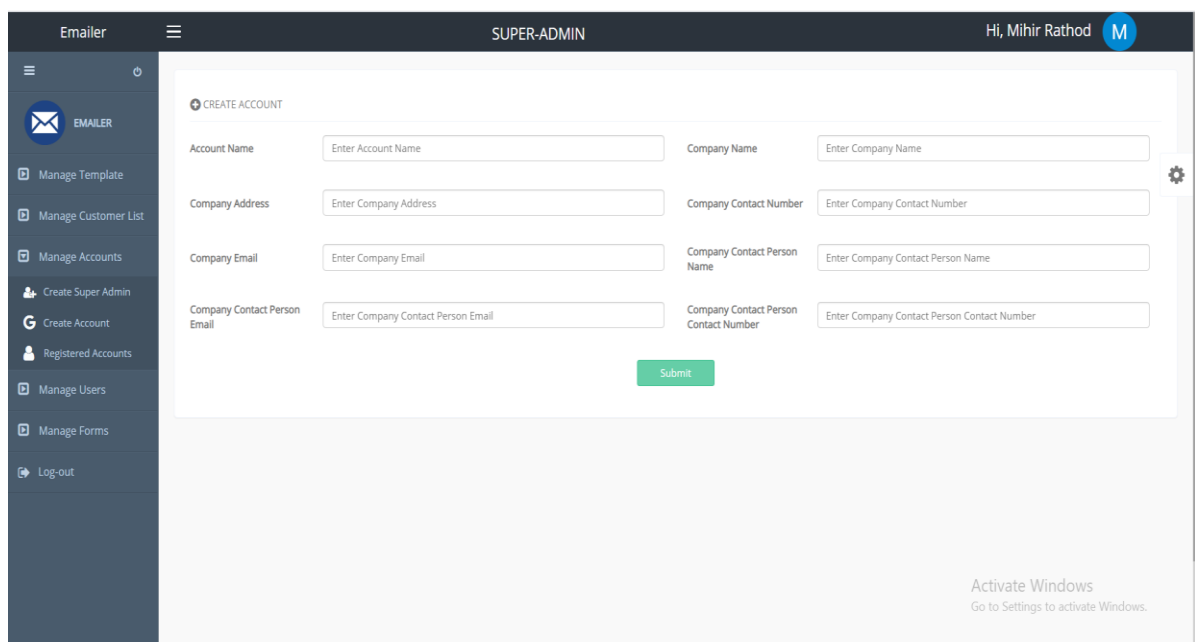 Emailer
SUPER-ADMIN
Hi, Mihir Rathod
M
EMAILER
Manage Template
Manage Customer List
Manage Accounts
Create Super Admin
G Create Account
Registered Accounts
Manage Users
Manage Forms
Log-out
CREATE ACCOUNT
Account Name
Enter Account Name
Company Name
Enter Company Name
Company Address
Enter Company Address
Company Contact Number
Enter Company Contact Number
Company Email
Enter Company Email
Company Contact Person
Name
Enter Company Contact Person Name
Company Contact Person
Email
Enter Company Contact Person Email
Company Contact Person
Contact Number
Enter Company Contact Person Contact Number
Submit
Activate Windows
Go to Settings to activate Windows.